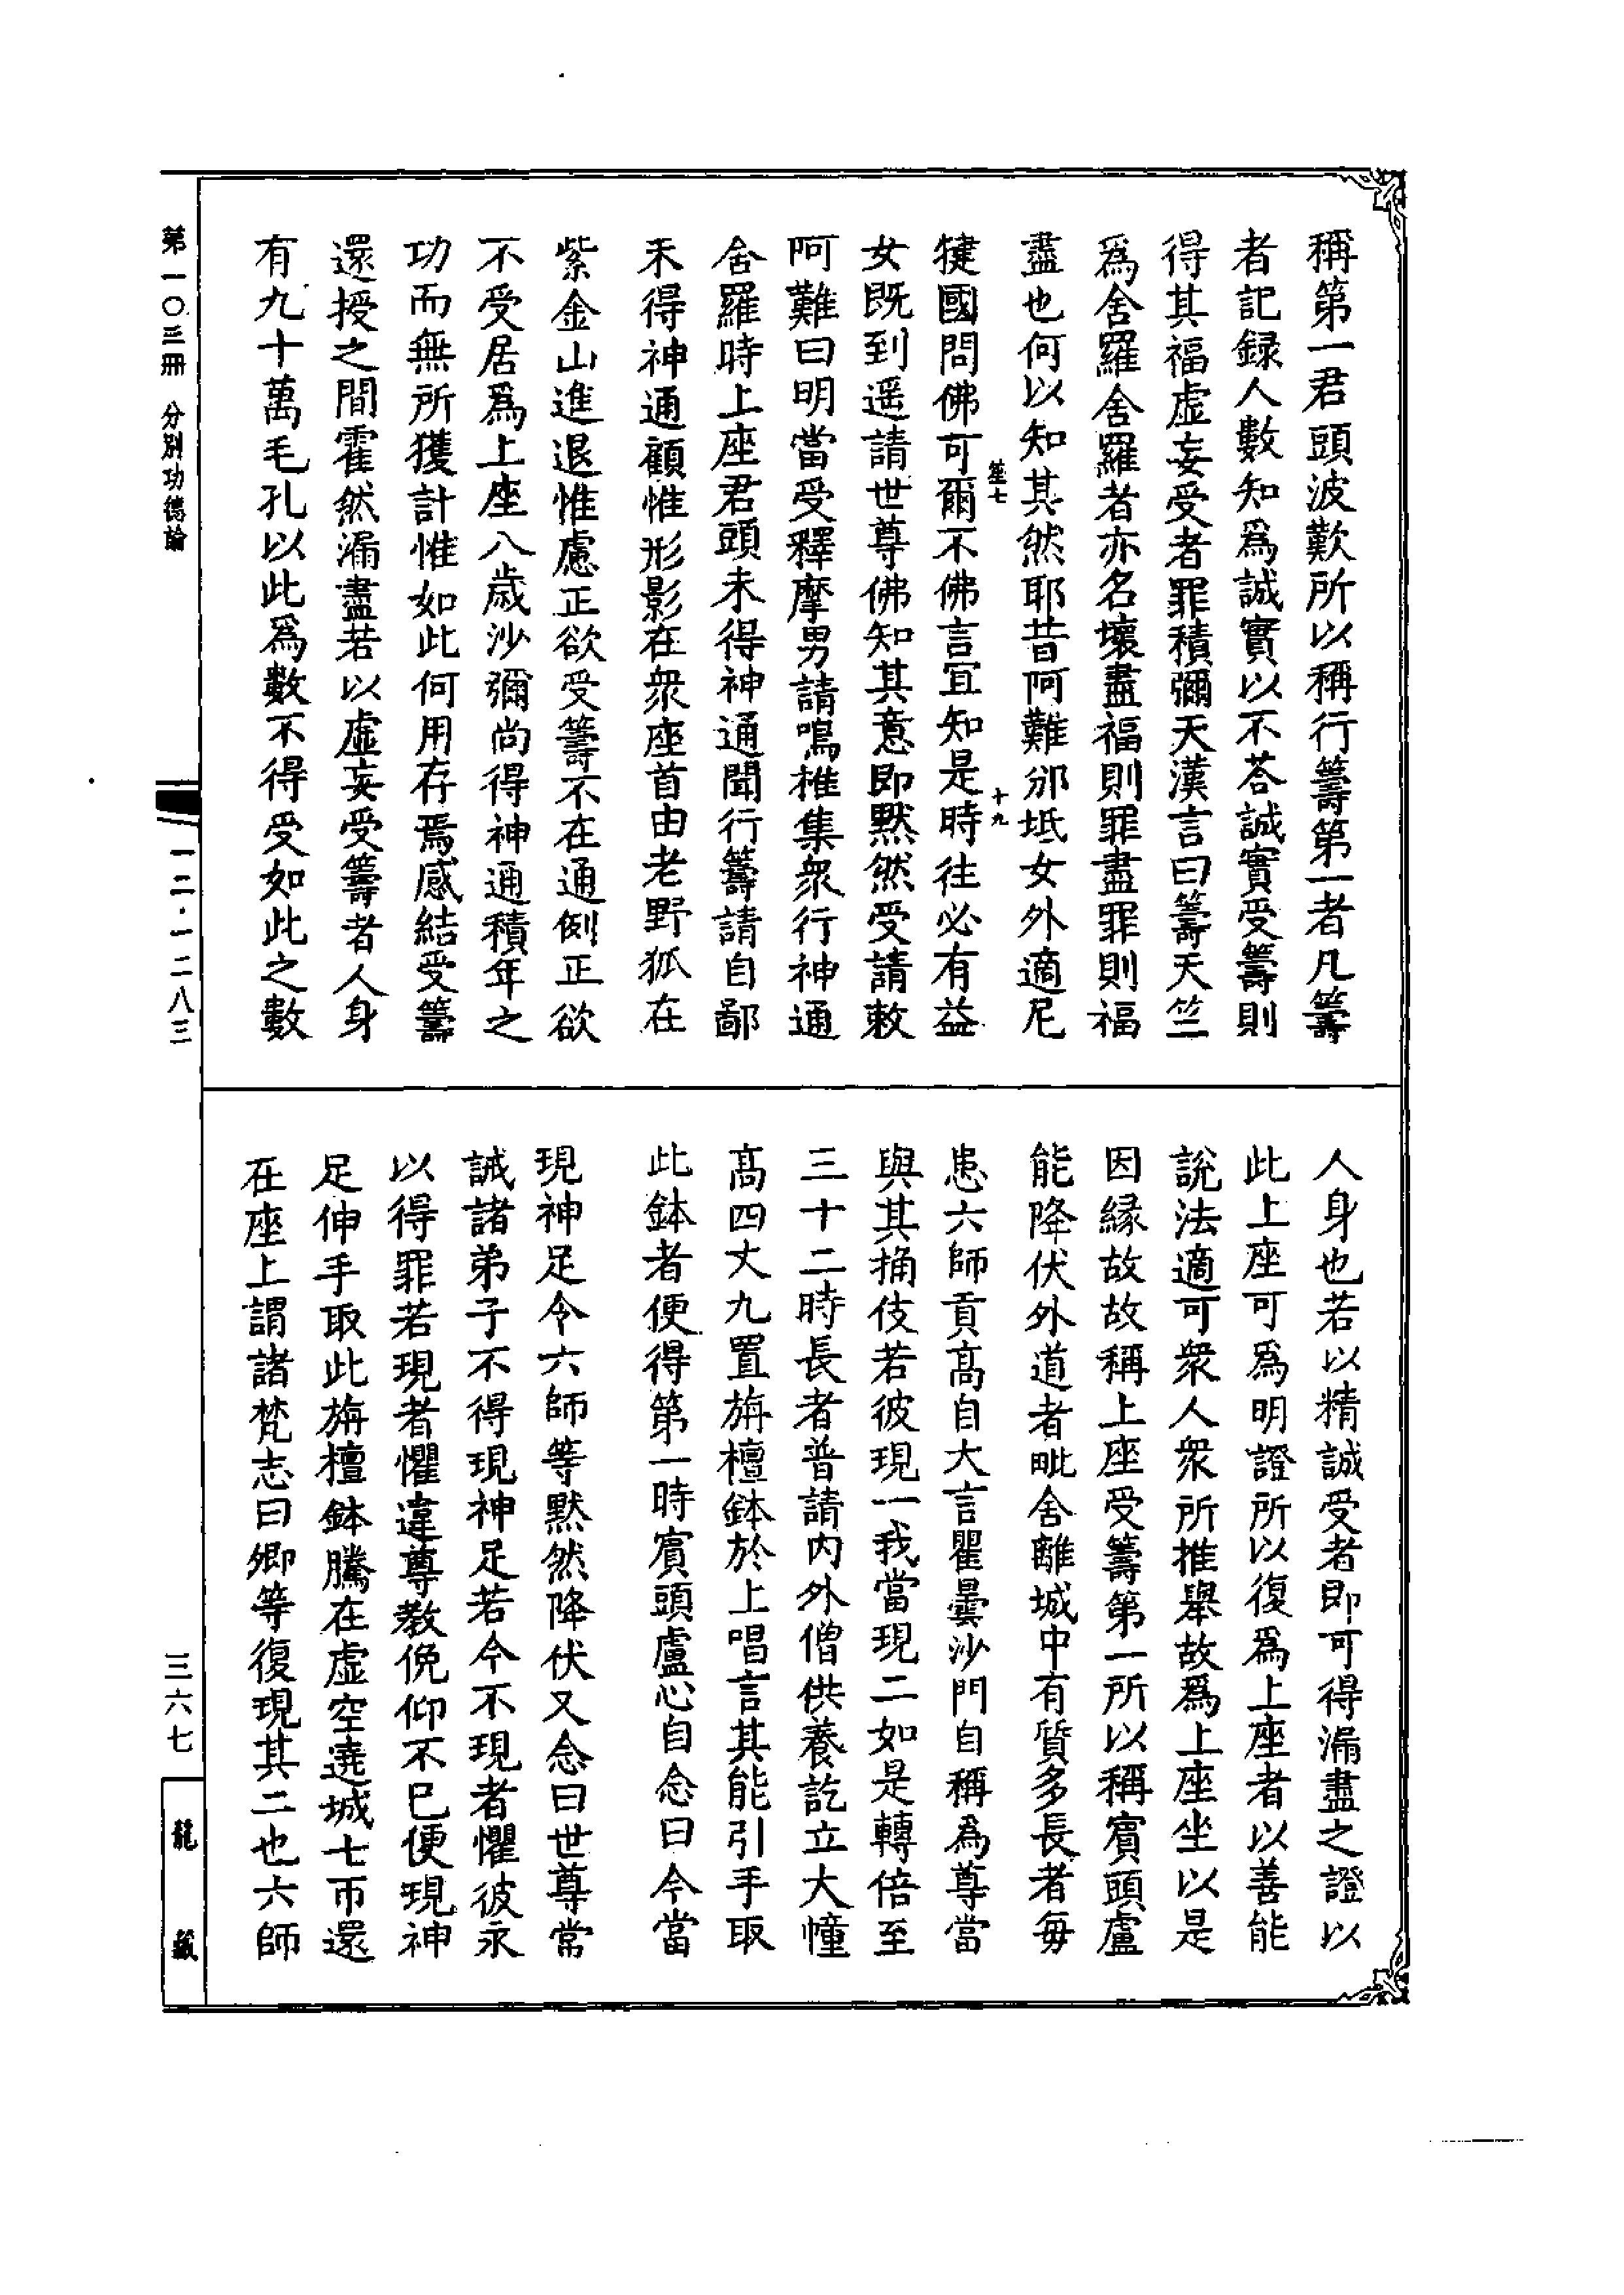 稱第一君頭波歎所以稱行籌第一者凡籌
者記録人數知爲誠實以不荅誠實受籌則
得其福虛妄受者罪積彌天漢言曰籌天竺
爲舍羅舍羅者亦名壞盡福則罪盡罪則福
盡也何以知其然耶昔阿難邠坻女外適尼
揵國問佛可爾不佛言宜知是時往必有益
女既到遥請世尊佛知其意即默然受請敕
阿難曰明當受釋摩男請鳴椎集衆行神通
舍羅時上座君頭未得神通聞行籌請自鄙
未得神通顧惟形影在衆座首由老野狐在
紫金山進退惟慮正欲受籌不在通例正欲
不受居爲上座八歳沙彌尚得神通積年之
功而無所獲計惟如此何用存焉感結受籌
還授之間霍然漏盡若以虛妄受籌者人身
有九十萬毛孔以此爲數不得受如此之數
人身也若以精誠受者即可得漏盡之證以
此上座可爲明證所以復爲上座者以善能
說法適可衆人衆所推舉故爲上座坐以是
因縁故故稱上座受籌第一所以稱賓頭盧
能降伏外道者毗舍離城中有質多長者每
患六師貢高自大言瞿曇沙門自稱爲尊當
與其捔伎若彼現一我當現二如是轉倍至
三十二時長者普請内外僧供養訖立大幢
高四丈九置旃檀鉢於上唱言其能引手取
此鉢者便得第一時賓頭盧心自念曰今當
現神足令六師等默然降伏又念曰世尊常
誡諸弟子不得現神足若今不現者懼彼永
以得罪若現者懼違尊教俛仰不已便現神
足伸手取此旃檀鉢騰在虚空遶城七帀還
在座上謂諸梵志曰卿等復現其二也六師
第一〇三冊 分別功德論
一二·一二八三
三六七
龍藏
十九